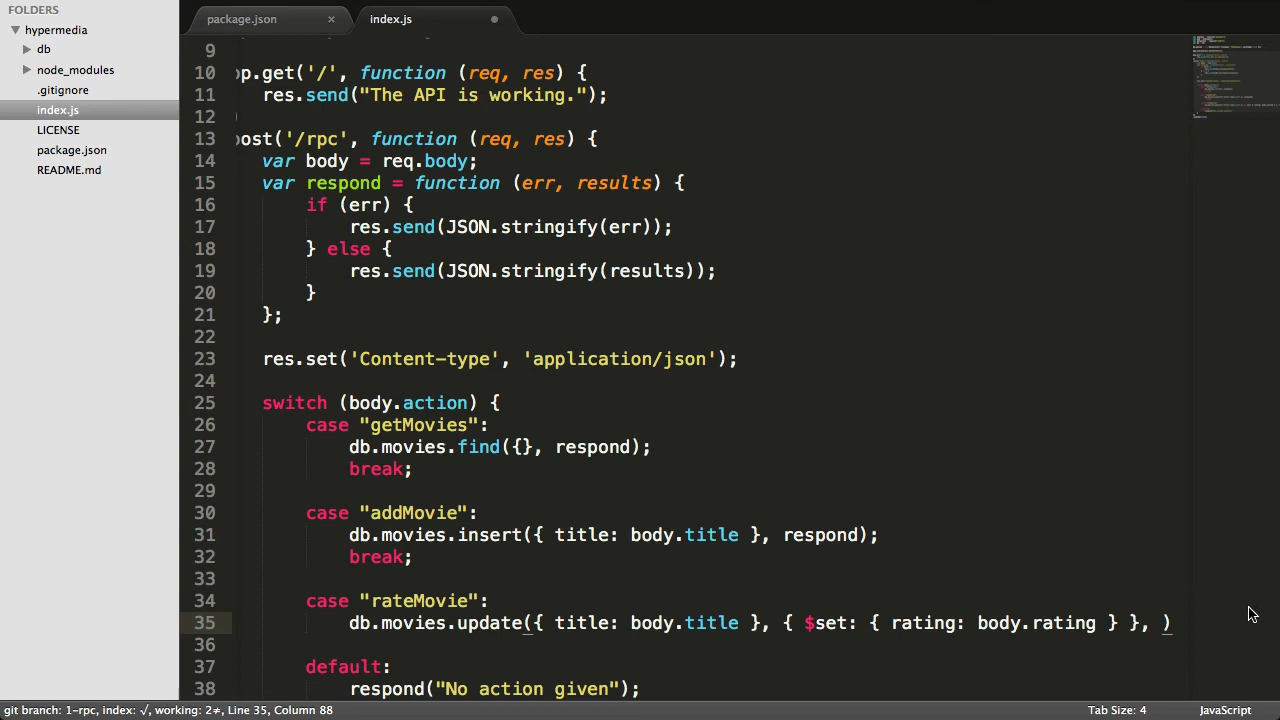 FOLDERS
hypermedia
db
node_modules
.gitignore
index.js
LICENSE
package.json
README.md
package.json × index.js
9
10 pp.get('/', function (req, res) {
11 res.send("The API is working.");
12
13 post('/rpc', function (req, res) {
14 var body = req.body;
15 var respond = function (err, results) {
16 if (err) {
17 res.send(JSON.stringify(err));
18 } else {
19 res.send(JSON.stringify(results));
20 }
21 };
22
23 res.set('Content-type', 'application/json');
24
25 switch (body.action) {
26 case "getMovies":
27 db.movies.find({}, respond);
28 break;
29
30 case "addMovie":
31 db.movies.insert({ title: body.title }, respond);
32 break;
33
34 case "rateMovie":
35 db.movies.update({ title: body.title }, { $set: { rating: body.rating } }, )
36
37 default:
38 respond("No action given");
git branch: 1-rpc, index: √, working: 2≠, Line 35, Column 88 Tab Size: 4 JavaScript